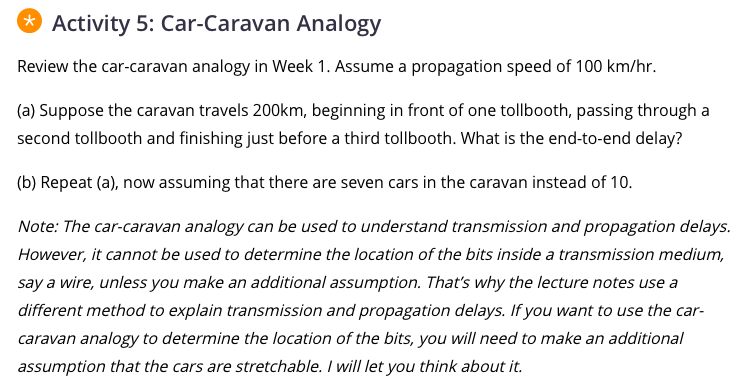 * Activity 5: Car-Caravan Analogy
Review the car-caravan analogy in Week 1. Assume a propagation speed of 100 km/hr.
(a) Suppose the caravan travels 200km, beginning in front of one tollbooth, passing through a
second tollbooth and finishing just before a third tollbooth. What is the end-to-end delay?
(b) Repeat (a), now assuming that there are seven cars in the caravan instead of 10.
Note: The car-caravan analogy can be used to understand transmission and propagation delays.
However, it cannot be used to determine the location of the bits inside a transmission medium,
say a wire, unless you make an additional assumption. That’s why the lecture notes use a
different method to explain transmission and propagation delays. If you want to use the car-
caravan analogy to determine the location of the bits, you will need to make an additional
assumption that the cars are stretchable. I will let you think about it.